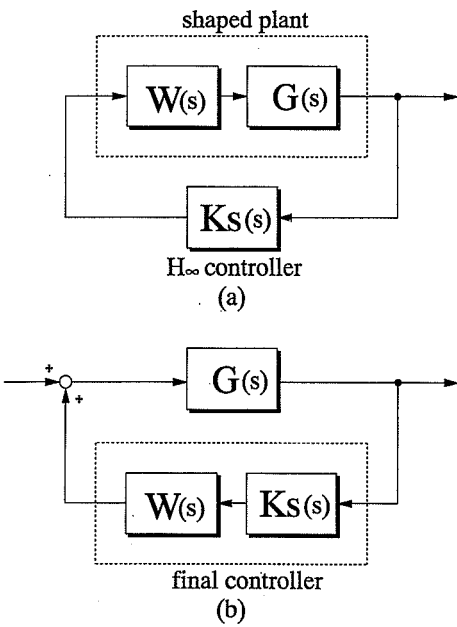 shaped plant
W(s) G(s)
Ks(s)
H∞ controller
(a)
+
G(s)
+
W(s) Ks(s)
final controller
(b)